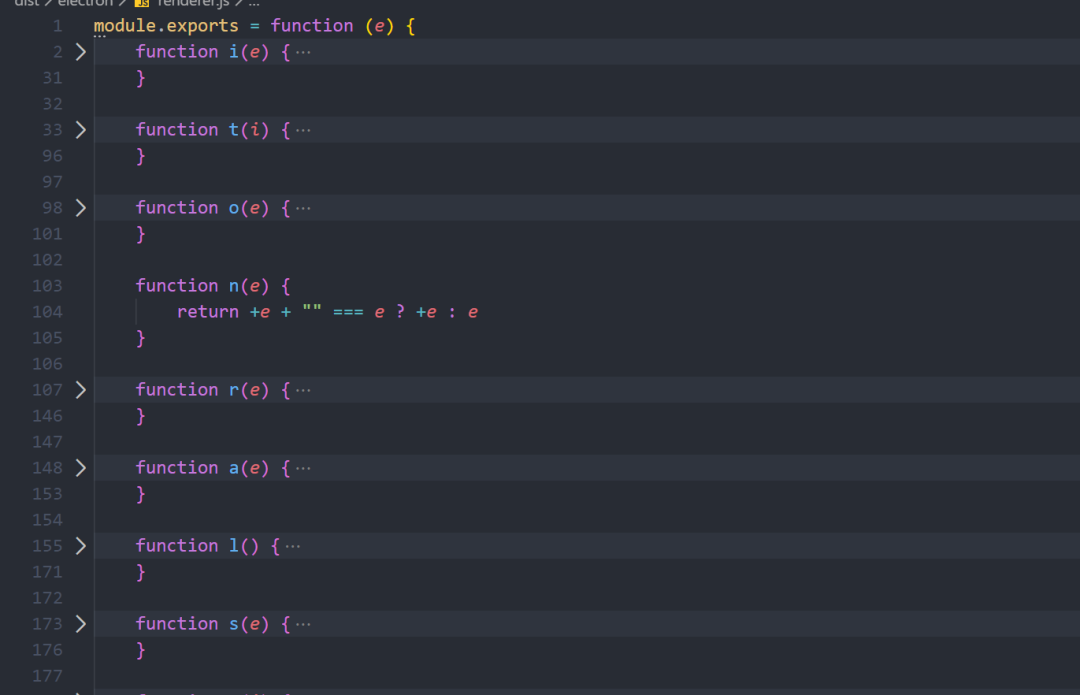 dist > electron > JS renderer.js > ...
1 module.exports = function (e) {
2 function i(e) { ···
31 }
32
33 function t(i) { ···
96 }
97
98 function o(e) { ···
101 }
102
103 function n(e) {
104 return +e + "" === e ? +e : e
105 }
106
107 function r(e) { ···
146 }
147
148 function a(e) { ···
153 }
154
155 function l() { ···
171 }
172
173 function s(e) { ···
176 }
177